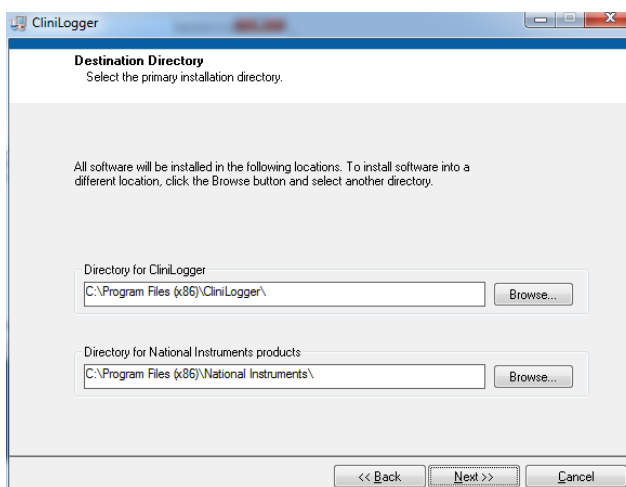 CliniLogger
Destination Directory
Select the primary installation directory.
All software will be installed in the following locations. To install software into a
different location, click the Browse button and select another directory.
Directory for CliniLogger
C:\Program Files (x86)\CliniLogger\
Browse...
Directory for National Instruments products
C:\Program Files (x86)\National Instruments\
Browse...
<< Back
Next >>
Cancel